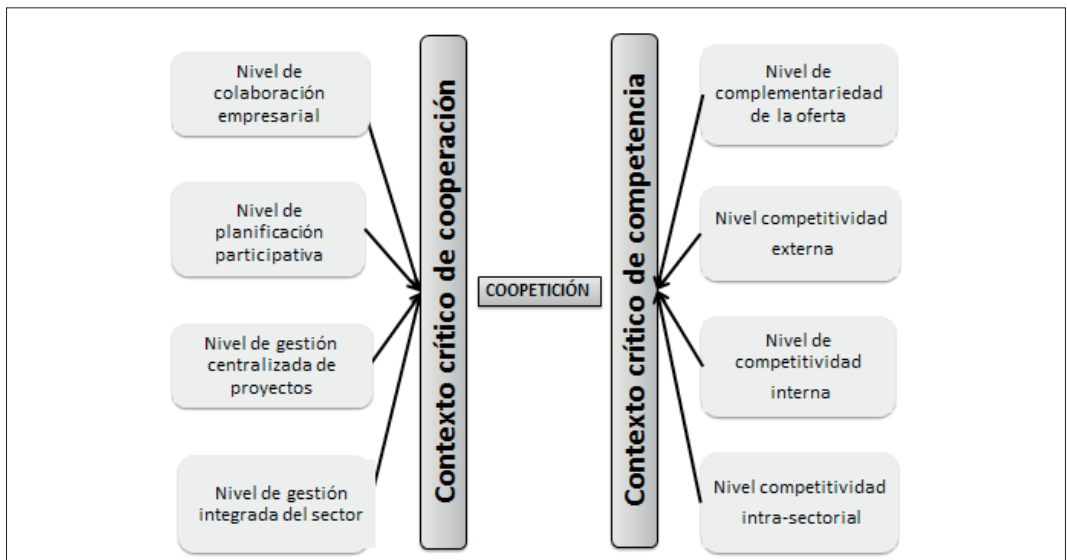 Nivel de
colaboración
empresarial
Nivel de
planificación
participativa
Nivel de gestión
centralizada de
proyectos
Nivel de gestión
integrada del sector
Contexto crítico de cooperación
COOPETICIÓN
Contexto crítico de competencia
Nivel de
complementariedad
de la oferta
Nivel competitividad
externa
Nivel de
competitividad
interna
Nivel competitividad
intra-sectorial